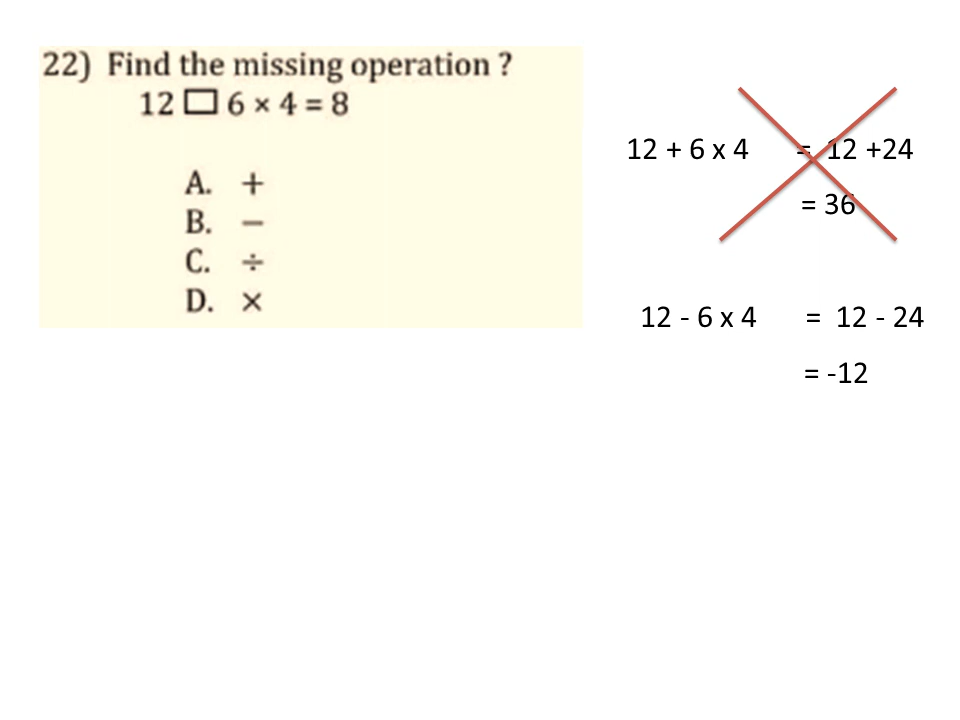 22) Find the missing operation ?
12 □ 6 × 4 = 8
A. +
B. −
C. ÷
D. ×
12 + 6 x 4 = 12 +24
= 36
12 - 6 x 4 = 12 - 24
= -12